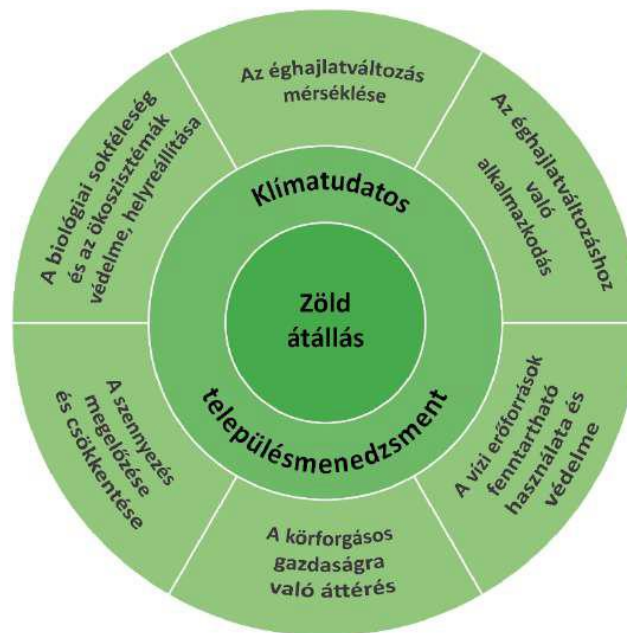 Az éghajlatváltozás
mérséklése
Az éghajlatváltozáshoz
való
alkalmazkodás
A vízi erőforrások
fenntartható
használata és
védelme
A körforgásos
gazdaságra
való áttérés
A szennyezés
megelőzése
és csökkentése
A biológiai sokféleség
és az ökoszisztémák
védelme, helyreállítása
Klímatudatos
településmenedzsment
Zöld
átállás